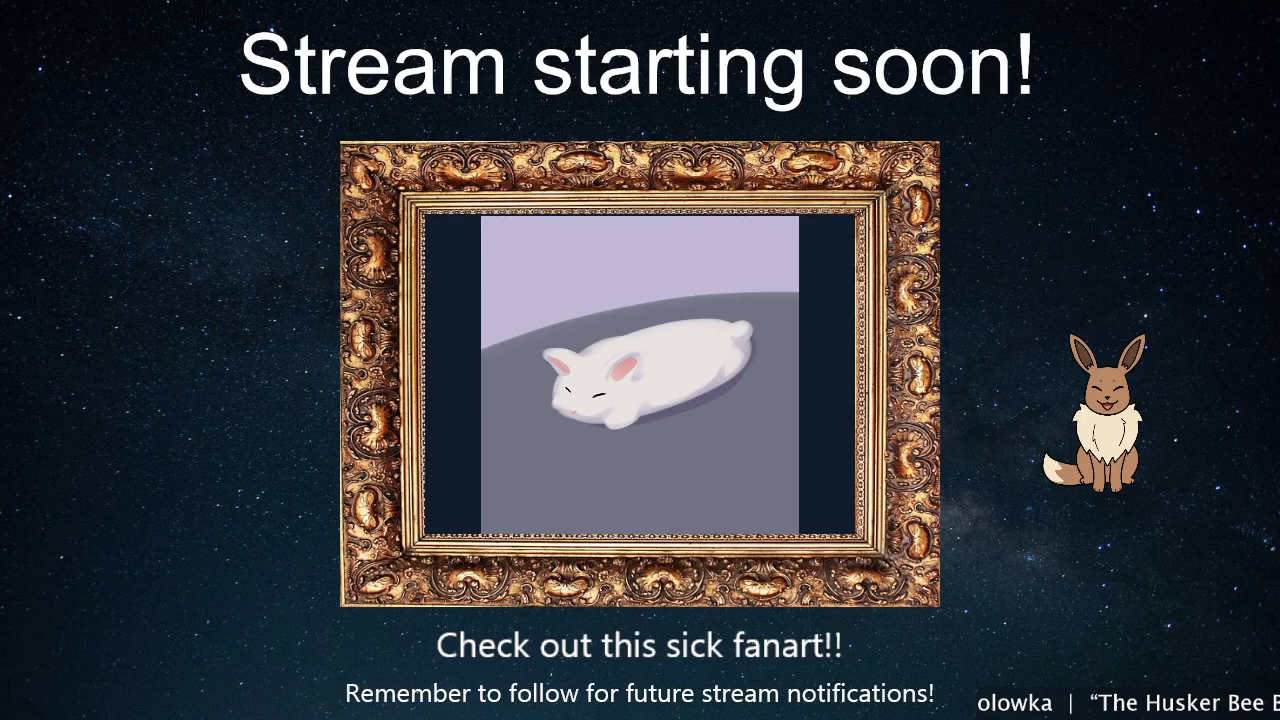 Stream starting soon!
Check out this sick fanart!!
Remember to follow for future stream notifications!
olowka | “The Husker Bee